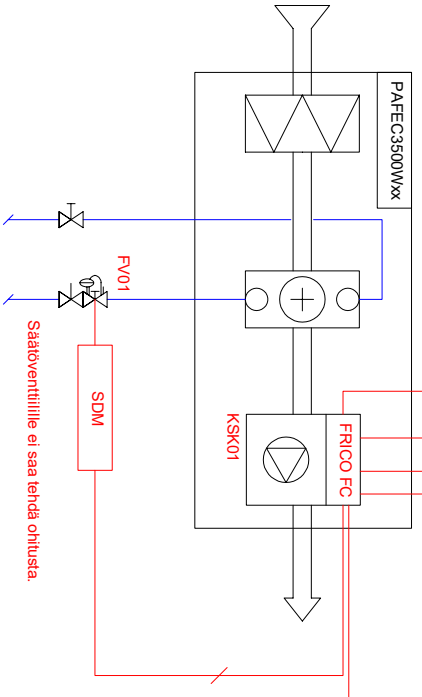 PAFEC3500Wxx
FV01
SDM
KSK01
FRICO FC
Säätöventtiilille ei saa tehdä ohitusta.